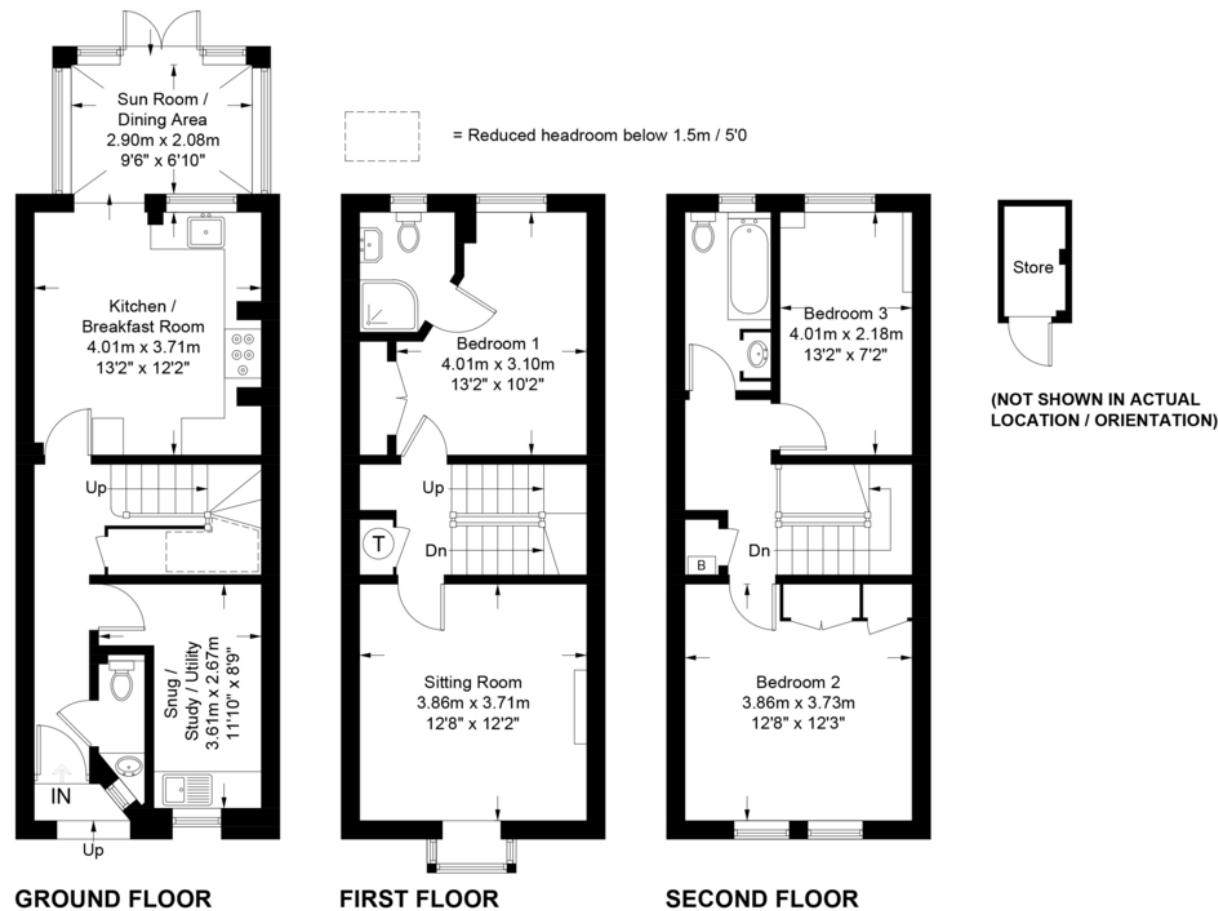 Sun Room /
Dining Area
2.90m x 2.08m
9'6" x 6'10"
= Reduced headroom below 1.5m / 5'0
Kitchen /
Breakfast Room
4.01m x 3.71m
13'2" x 12'2"
Up
Snug /
Study / Utility
3.61m x 2.67m
11'10" x 8'9"
IN
Up
GROUND FLOOR
Bedroom 1
4.01m x 3.10m
13'2" x 10'2"
Up
T
Dn
Sitting Room
3.86m x 3.71m
12'8" x 12'2"
FIRST FLOOR
Bedroom 3
4.01m x 2.18m
13'2" x 7'2"
B
Dn
Bedroom 2
3.86m x 3.73m
12'8" x 12'3"
SECOND FLOOR
Store
(NOT SHOWN IN ACTUAL
LOCATION / ORIENTATION)